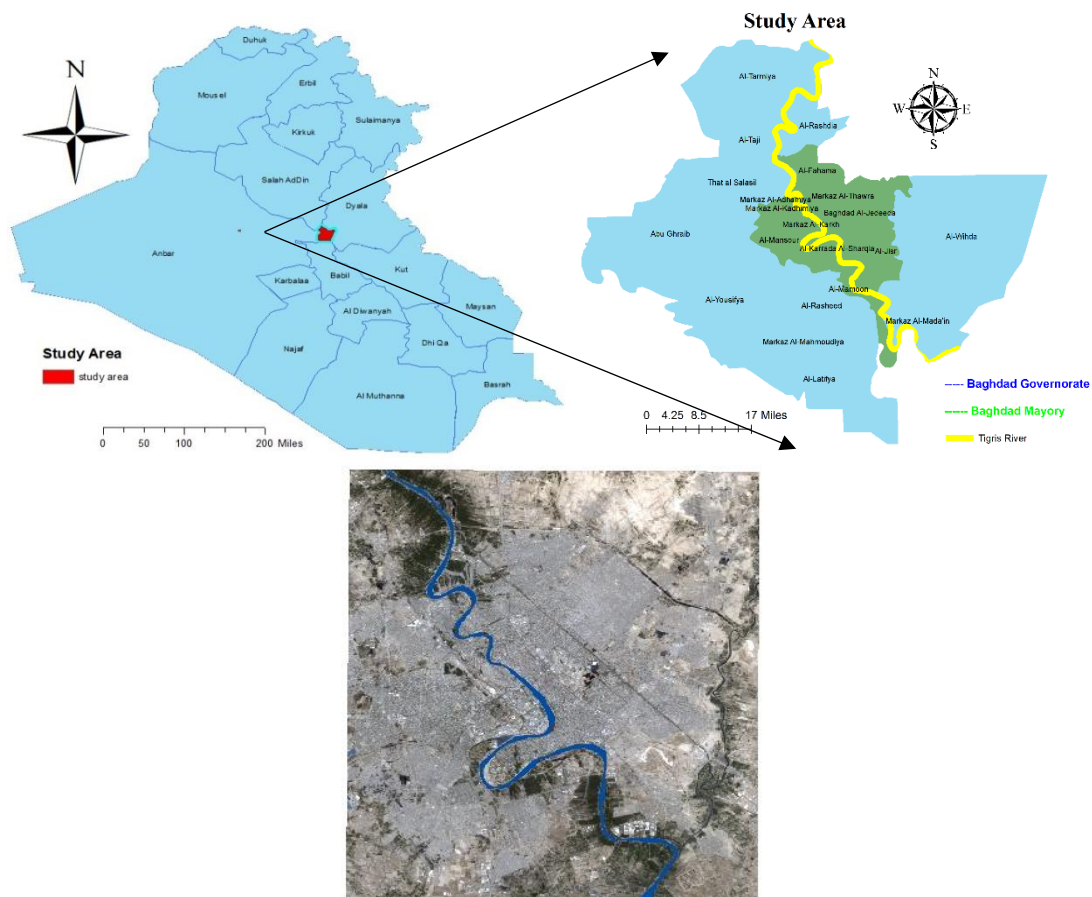 Duhuk
N
Mousel
Erbil
Sulaimanya
Kirkuk
Salah AdDin
Dyala
Anbar
Kut
Babil
Karbalaa
Maysan
Al Diwanyah
Dhi Qa
Najaf
Basrah
Al Muthanna
Study Area
study area
0 50 100 200 Miles
Study Area
N
W E
S
Al-Tarmiya
Al-Rashdia
Al-Taji
Al-Fahama
That al Salasil
Markaz Al-Thawra
Markaz Al-Adhamiya
Markaz Al-Kadhimiya
Baghdad Al-Jedeeda
Markaz Al-Karkh
Abu Ghraib
Al-Wihda
Al-Mansour
Al-Karrada Al-Sharqia
Al-Jisr
Al-Mamoon
Al-Yousifya
Al-Rasheed
Markaz Al-Mada'in
Markaz Al-Mahmoudiya
Al-Latifya
0 4.25 8.5 17 Miles
Baghdad Governorate
Baghdad Mayory
Tigris River